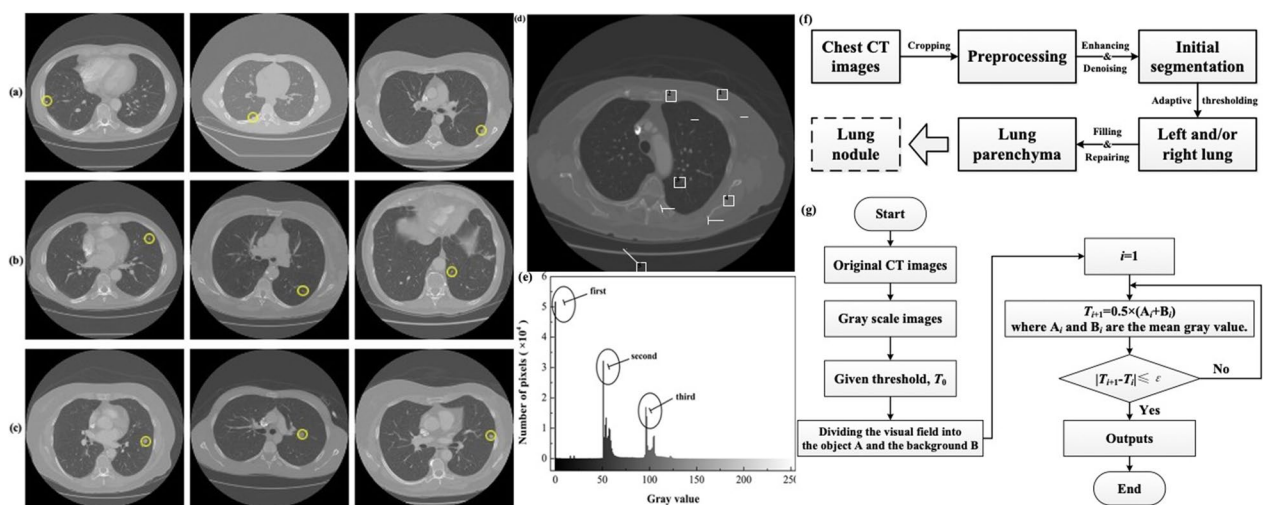 (a)
(b)
(c)
(d)
2
(e)
6
5
4
3
2
1
0
0
50
100
150
200
250
first
second
third
Number of pixels ( ×10⁴)
Gray value
(f)
Chest CT
images
Cropping
Preprocessing
Enhancing
&
Denoising
Initial
segmentation
Adaptive
thresholding
Left and/or
right lung
Filling
&
Repairing
Lung
parenchyma
Lung
nodule
(g)
Start
Original CT images
Gray scale images
Given threshold, T₀
Dividing the visual field into
the object A and the background B
i=1
Tᵢ₊₁=0.5×(Aᵢ+Bᵢ)
where Aᵢ and Bᵢ are the mean gray value.
|Tᵢ₊₁-Tᵢ|≤ ε
No
Yes
Outputs
End